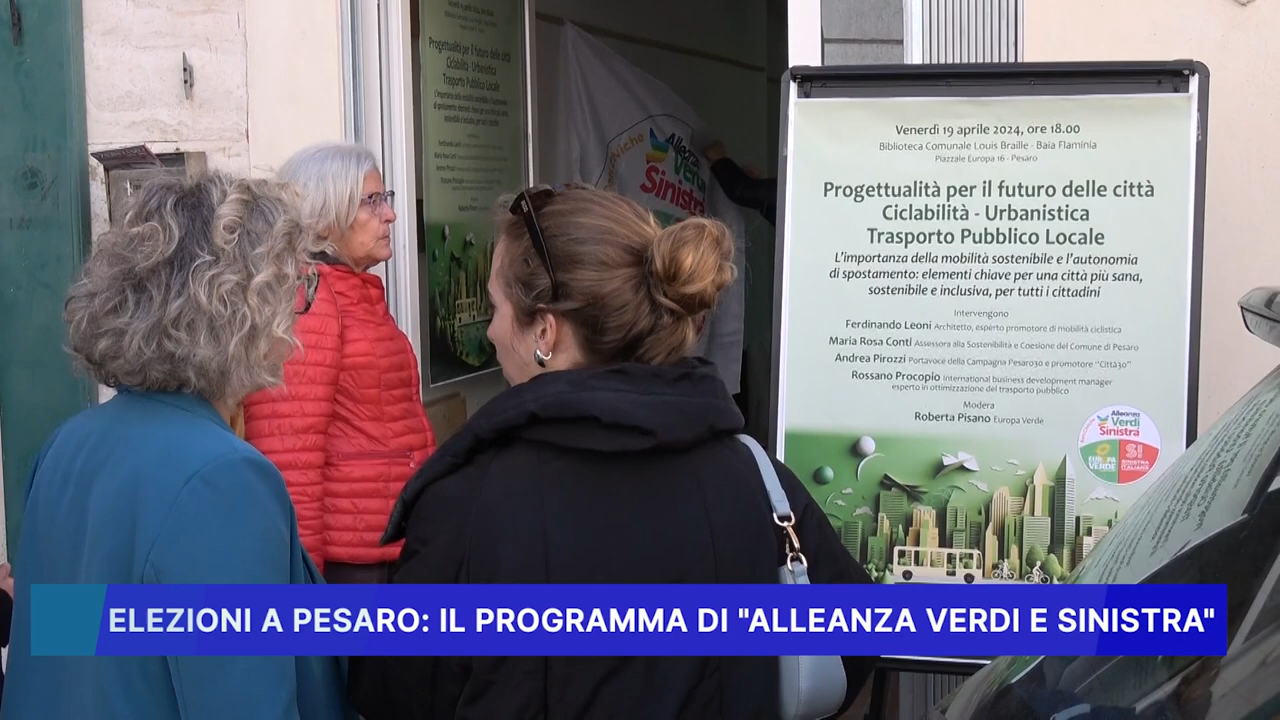 Progettualità per il futuro delle città
Ciclabilità - Urbanistica
Trasporto Pubblico Locale
Alleanza
Verdi
Sinistra
Venerdì 19 aprile 2024, ore 18.00
Biblioteca Comunale Louis Braille - Baia Flaminia
Piazzale Europa 16 - Pesaro
Progettualità per il futuro delle città
Ciclabilità - Urbanistica
Trasporto Pubblico Locale
L'importanza della mobilità sostenibile e l'autonomia
di spostamento: elementi chiave per una città più sana,
sostenibile e inclusiva, per tutti i cittadini
Intervengono
Ferdinando Leoni Architetto, esperto promotore di mobilità ciclistica
Maria Rosa Conti Assessora alla Sostenibilità e Coesione del Comune di Pesaro
Andrea Pirozzi Portavoce della Campagna Pesaro30 e promotore "Città30"
Rossano Procopio International business development manager
esperto in ottimizzazione del trasporto pubblico
Modera
Roberta Pisano Europa Verde
Alleanza
Verdi
Sinistra
EUROPA
VERDE
SI
SINISTRA
ITALIANA
ELEZIONI A PESARO: IL PROGRAMMA DI "ALLEANZA VERDI E SINISTRA"